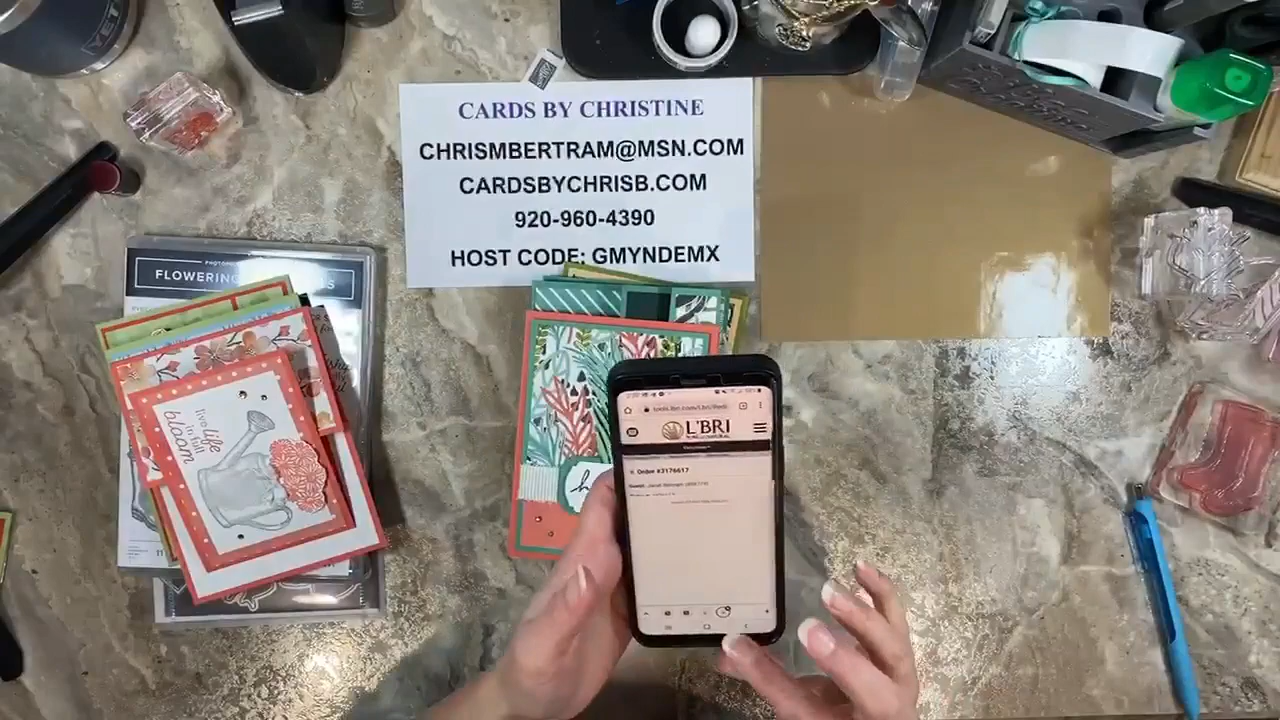 YETI
CARDS BY CHRISTINE
CHRISMBERTRAM@MSN.COM
CARDSBYCHRISB.COM
920-960-4390
HOST CODE: GMYNDEMX
FLOWERING
live life
in full
bloom
h
L'BRI
Order #3176617